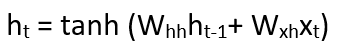 hₜ = tanh (Wₕₕhₜ₋₁+ Wₓₕxₜ)